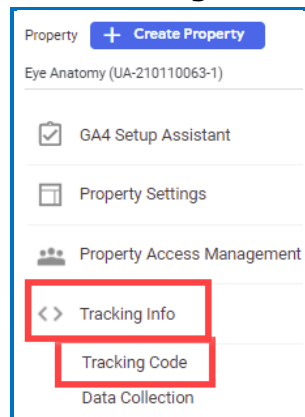 Property + Create Property
Eye Anatomy (UA-210110063-1)
GA4 Setup Assistant
Property Settings
Property Access Management
<> Tracking Info
Tracking Code
Data Collection